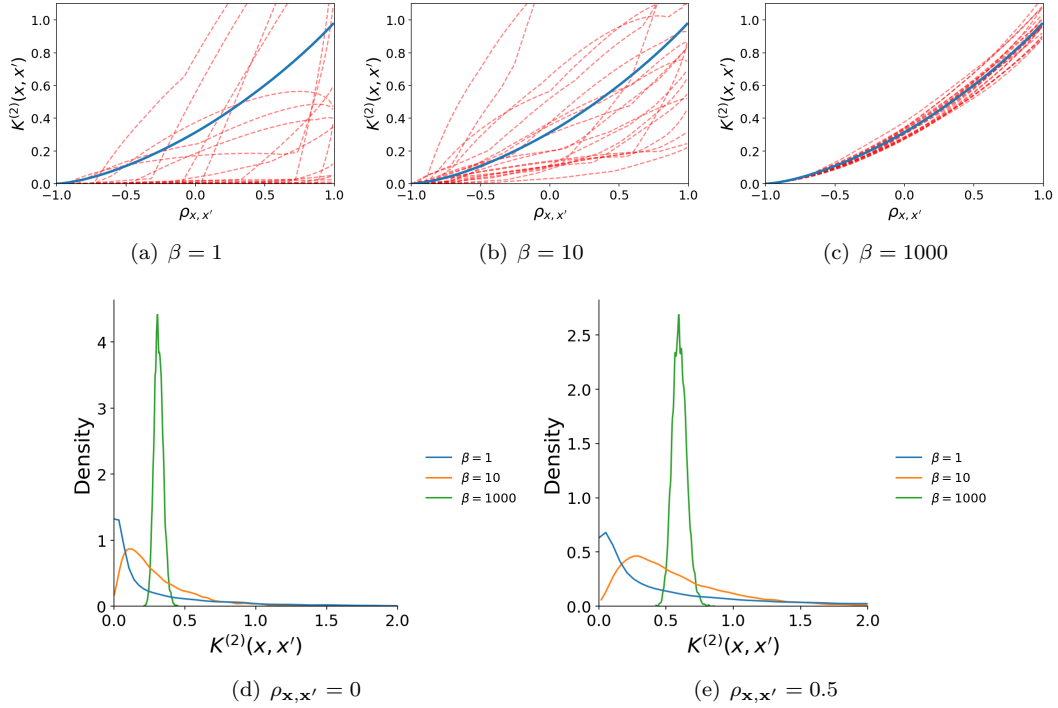 1.0
0.8
0.6
0.4
0.2
0.0
−1.0 −0.5 0.0 0.5 1.0
K^{(2)}(x, x′)
ρ_{x, x′}
(a) β = 1
1.0
0.8
0.6
0.4
0.2
0.0
−1.0 −0.5 0.0 0.5 1.0
K^{(2)}(x, x′)
ρ_{x, x′}
(b) β = 10
1.0
0.8
0.6
0.4
0.2
0.0
−1.0 −0.5 0.0 0.5 1.0
K^{(2)}(x, x′)
ρ_{x, x′}
(c) β = 1000
4
3
2
1
0
0.0 0.5 1.0 1.5 2.0
Density
K^{(2)}(x, x′)
β = 1
β = 10
β = 1000
(d) ρ_{x,x′} = 0
2.5
2.0
1.5
1.0
0.5
0.0
0.0 0.5 1.0 1.5 2.0
Density
K^{(2)}(x, x′)
β = 1
β = 10
β = 1000
(e) ρ_{x,x′} = 0.5